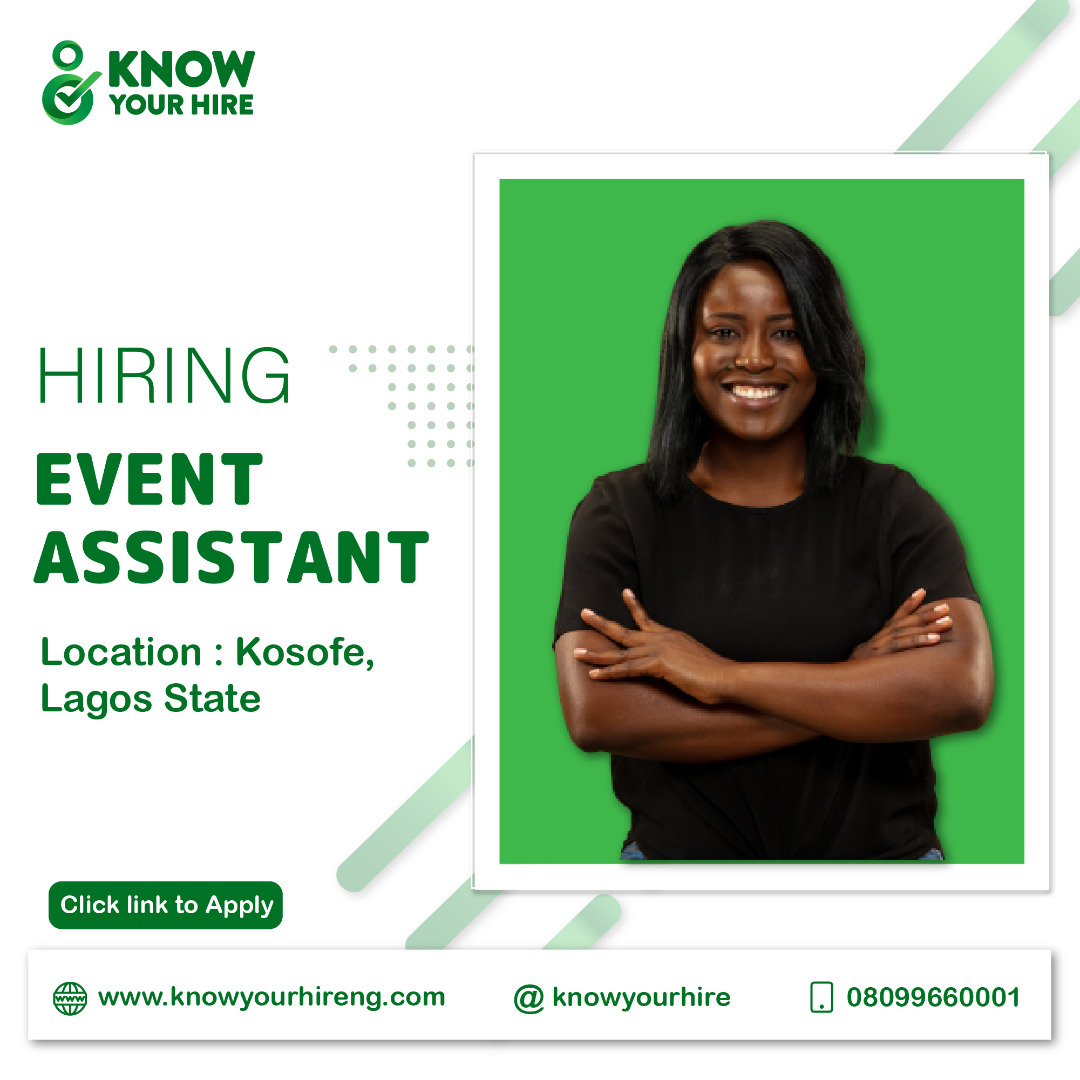 KNOW
YOUR HIRE
HIRING
EVENT
ASSISTANT
Location : Kosofe,
Lagos State
Click link to Apply
www
www.knowyourhireng.com
@ knowyourhire
08099660001